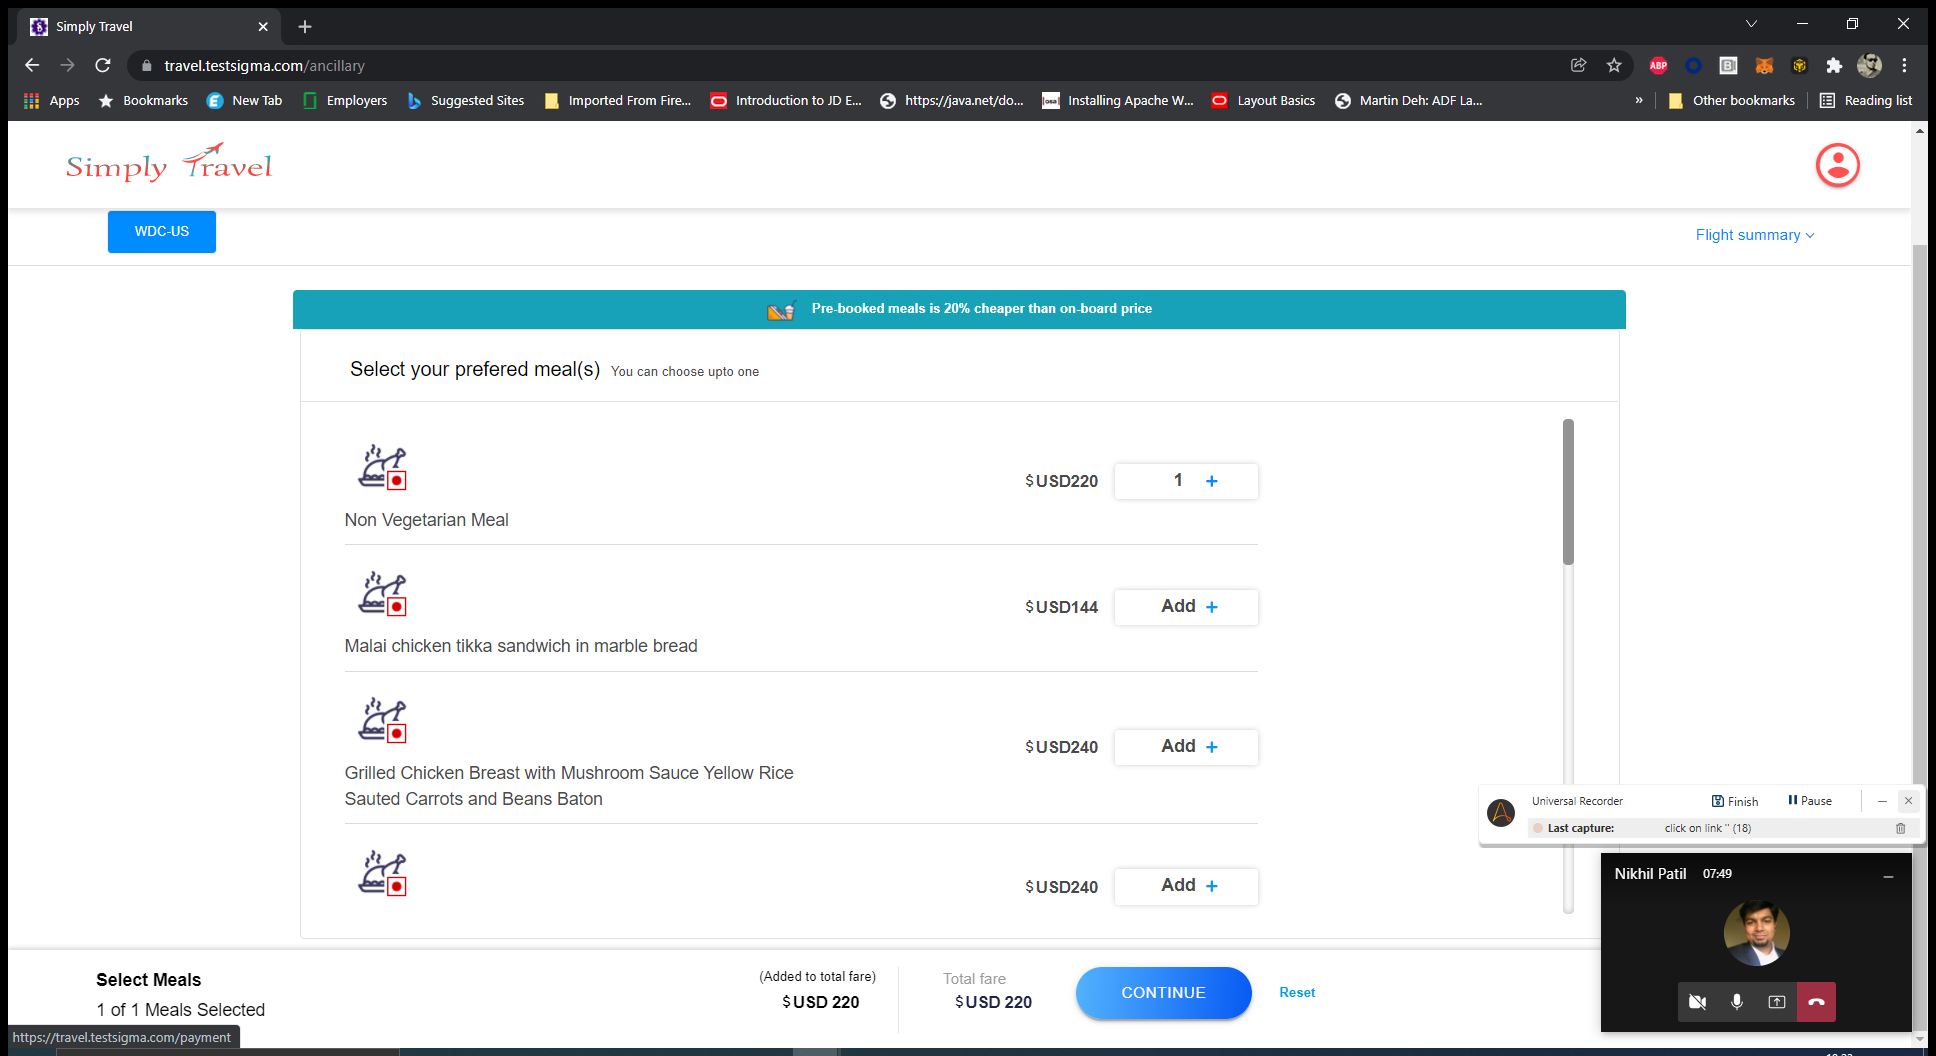 Simply Travel
travel.testsigma.com/ancillary
ABP
Apps
Bookmarks
New Tab
Employers
Suggested Sites
Imported From Fire...
Introduction to JD E...
https://java.net/do...
Installing Apache W...
Layout Basics
Martin Deh: ADF La...
»
Other bookmarks
Reading list
Simply Travel
WDC-US
Flight summary
Pre-booked meals is 20% cheaper than on-board price
Select your prefered meal(s) You can choose upto one
$USD220 1 +
Non Vegetarian Meal
$USD144 Add +
Malai chicken tikka sandwich in marble bread
$USD240 Add +
Grilled Chicken Breast with Mushroom Sauce Yellow Rice
Sauted Carrots and Beans Baton
$USD240 Add +
Universal Recorder
Finish
Pause
Last capture: click on link '' (18)
Nikhil Patil 07:49
Select Meals
1 of 1 Meals Selected
(Added to total fare)
$USD 220
Total fare
$USD 220
CONTINUE
Reset
https://travel.testsigma.com/payment